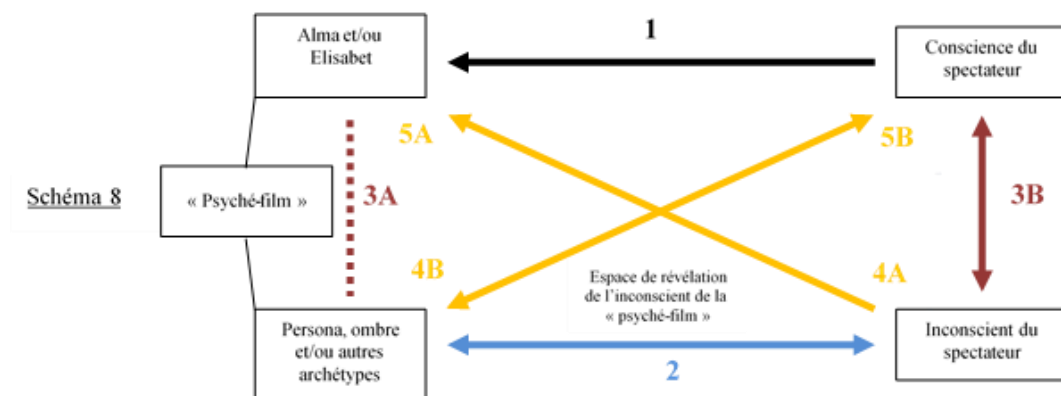 Alma et/ou
Elisabet
1
Conscience du
spectateur
5A
5B
Schéma 8
« Psyché-film »
3A
3B
4B
Espace de révélation
de l'inconscient de la
« psyché-film »
4A
Persona, ombre
et/ou autres
archétypes
2
Inconscient du
spectateur